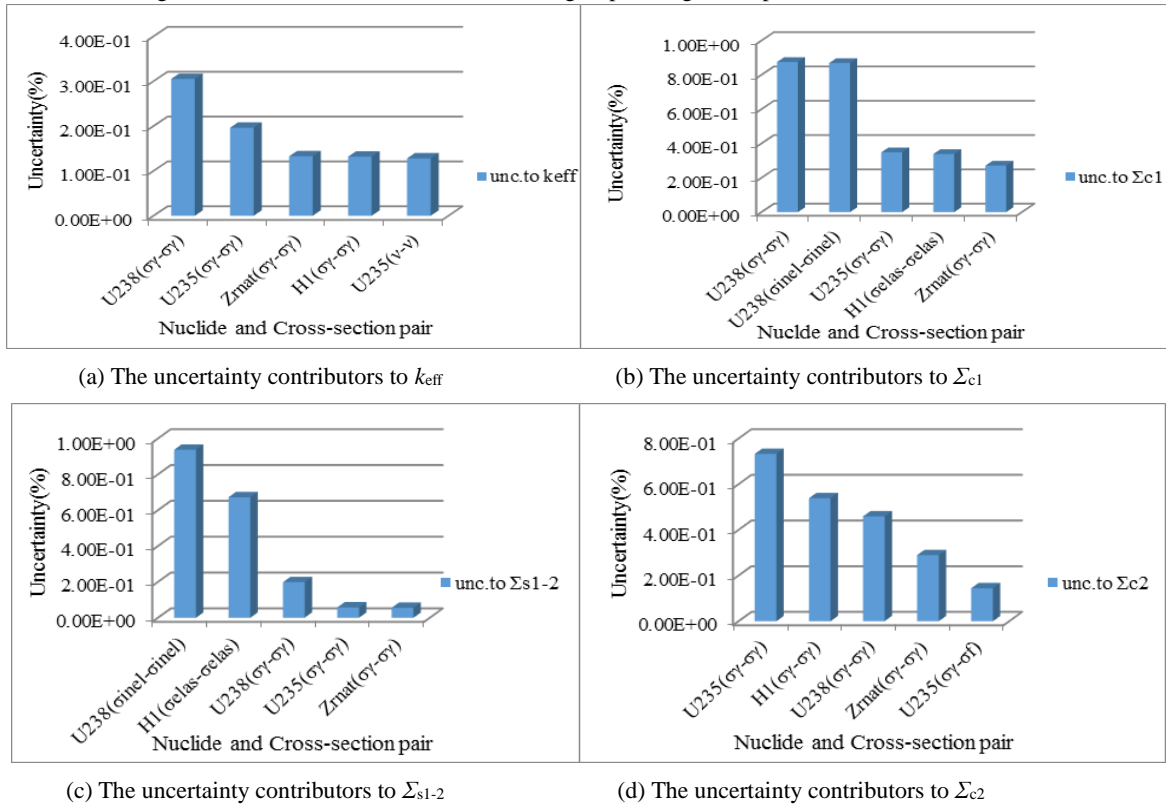 4.00E-01
3.00E-01
2.00E-01
1.00E-01
0.00E+00
Uncertainty(%)
unc.to keff
U238(σγ-σγ)
U235(σγ-σγ)
Zrnat(σγ-σγ)
H1(σγ-σγ)
U235(ν-ν)
Nuclide and Cross-section pair
(a) The uncertainty contributors to keff
1.00E+00
8.00E-01
6.00E-01
4.00E-01
2.00E-01
0.00E+00
Uncertainty(%)
unc.to Σc1
U238(σγ-σγ)
U238(σinel-σinel)
U235(σγ-σγ)
H1(σelas-σelas)
Zrnat(σγ-σγ)
Nuclde and Cross-section pair
(b) The uncertainty contributors to Σc1
1.00E+00
8.00E-01
6.00E-01
4.00E-01
2.00E-01
0.00E+00
Uncertainty(%)
unc.to Σs1-2
U238(σinel-σinel)
H1(σelas-σelas)
U238(σγ-σγ)
U235(σγ-σγ)
Zrnat(σγ-σγ)
Nuclide and Cross-section pair
(c) The uncertainty contributors to Σs1-2
8.00E-01
6.00E-01
4.00E-01
2.00E-01
0.00E+00
Uncertainty(%)
unc.to Σc2
U235(σγ-σγ)
H1(σγ-σγ)
U238(σγ-σγ)
Zrnat(σγ-σγ)
U235(σγ-σf)
Nuclide and Cross-section pair
(d) The uncertainty contributors to Σc2